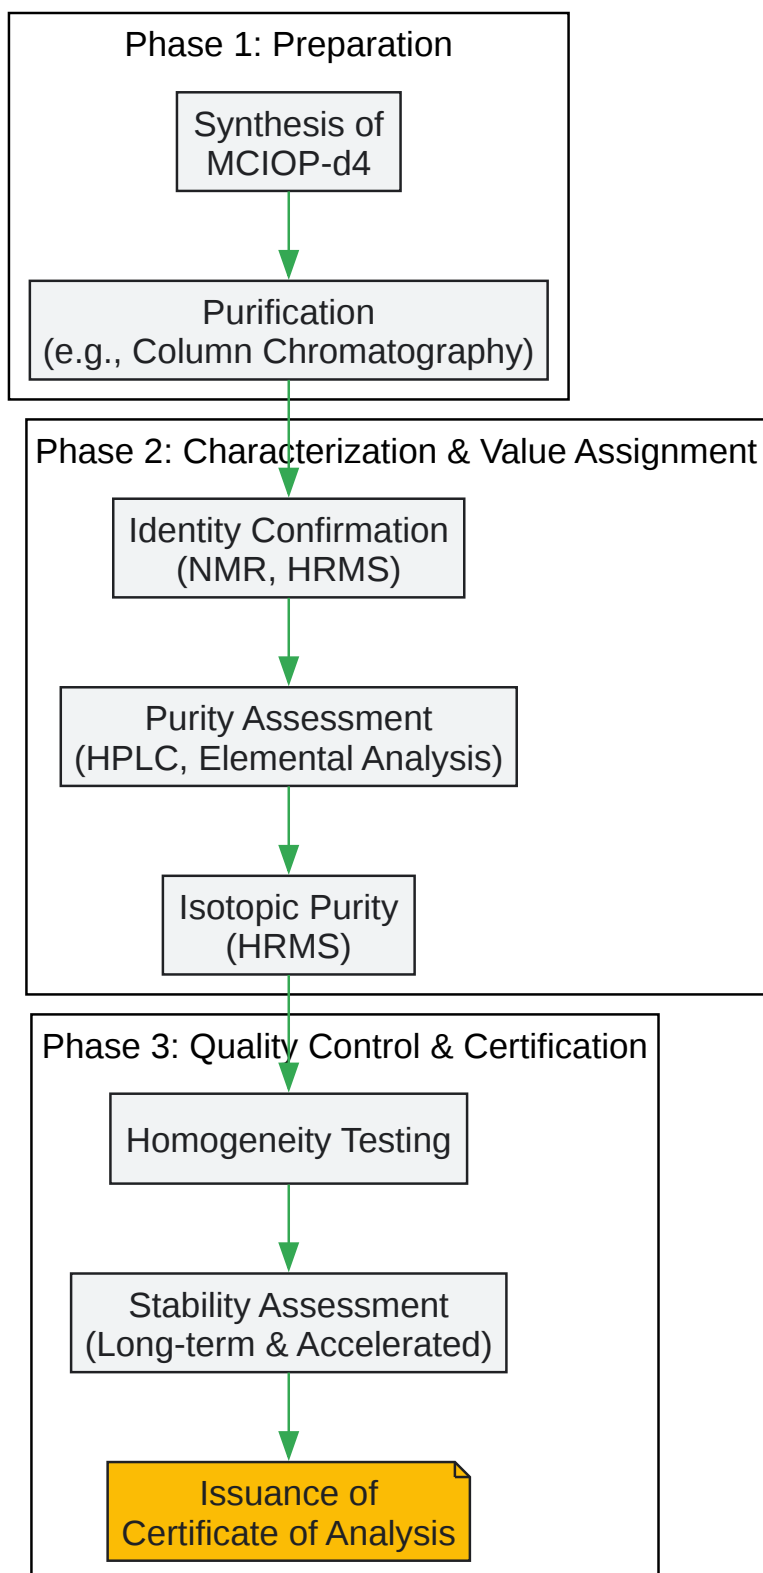 Phase 1: Preparation
Synthesis of
MCIOP-d4
Purification
(e.g., Column Chromatography)
Phase 2: Characterization & Value Assignment
Identity Confirmation
(NMR, HRMS)
Purity Assessment
(HPLC, Elemental Analysis)
Isotopic Purity
(HRMS)
Phase 3: Quality Control & Certification
Homogeneity Testing
Stability Assessment
(Long-term & Accelerated)
Issuance of
Certificate of Analysis